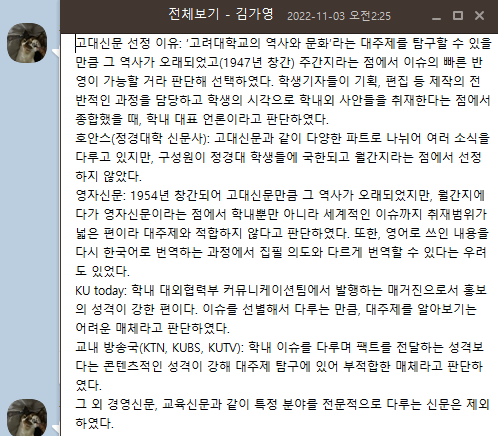 전체보기 - 김가영 2022-11-03 오전2:25
고대신문 선정 이유: '고려대학교의 역사와 문화'라는 대주제를 탐구할 수 있을
만큼 그 역사가 오래되었고(1947년 창간) 주간지라는 점에서 이슈의 빠른 반
영이 가능할 거라 판단해 선택하였다. 학생기자들이 기획, 편집 등 제작의 전
반적인 과정을 담당하고 학생의 시각으로 학내외 사안들을 취재한다는 점에서
종합했을 때, 학내 대표 언론이라고 판단하였다.
호안스(정경대학 신문사): 고대신문과 같이 다양한 파트로 나뉘어 여러 소식을
다루고 있지만, 구성원이 정경대 학생들에 국한되고 월간지라는 점에서 선정
하지 않았다.
영자신문: 1954년 창간되어 고대신문만큼 그 역사가 오래되었지만, 월간지에
다가 영자신문이라는 점에서 학내뿐만 아니라 세계적인 이슈까지 취재범위가
넓은 편이라 대주제와 적합하지 않다고 판단하였다. 또한, 영어로 쓰인 내용을
다시 한국어로 번역하는 과정에서 집필 의도와 다르게 번역할 수 있다는 우려
도 있었다.
KU today: 학내 대외협력부 커뮤니케이션팀에서 발행하는 매거진으로서 홍보
의 성격이 강한 편이다. 이슈를 선별해서 다루는 만큼, 대주제를 알아보기는
어려운 매체라고 판단하였다.
교내 방송국(KTN, KUBS, KUTV): 학내 이슈를 다루며 팩트를 전달하는 성격보
다는 콘텐츠적인 성격이 강해 대주제 탐구에 있어 부적합한 매체라고 판단하
였다.
그 외 경영신문, 교육신문과 같이 특정 분야를 전문적으로 다루는 신문은 제외
하였다.